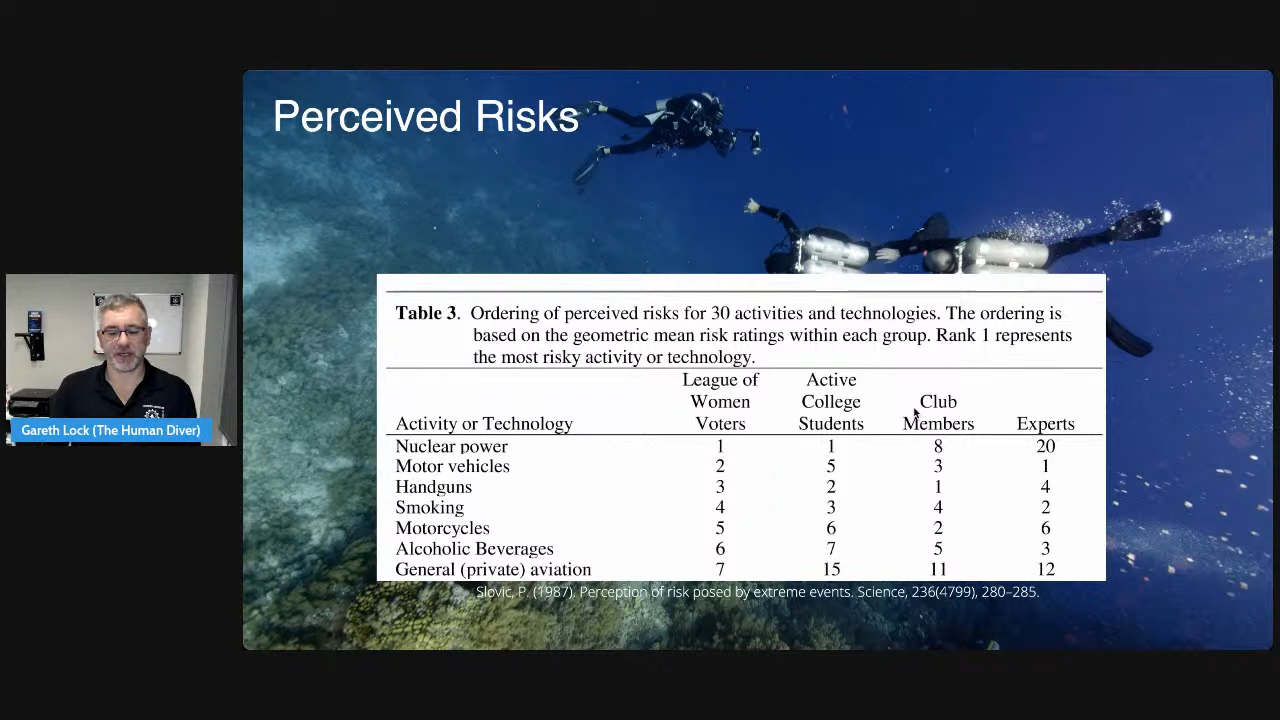 Perceived Risks
Table 3. Ordering of perceived risks for 30 activities and technologies. The ordering is
based on the geometric mean risk ratings within each group. Rank 1 represents
the most risky activity or technology.
League of Active
Women College Club
Activity or Technology Voters Students Members Experts
Nuclear power 1 1 8 20
Motor vehicles 2 5 3 1
Handguns 3 2 1 4
Smoking 4 3 4 2
Motorcycles 5 6 2 6
Alcoholic Beverages 6 7 5 3
General (private) aviation 7 15 11 12
Slovic, P. (1987). Perception of risk posed by extreme events. Science, 236(4799), 280–285.
Gareth Lock (The Human Diver)